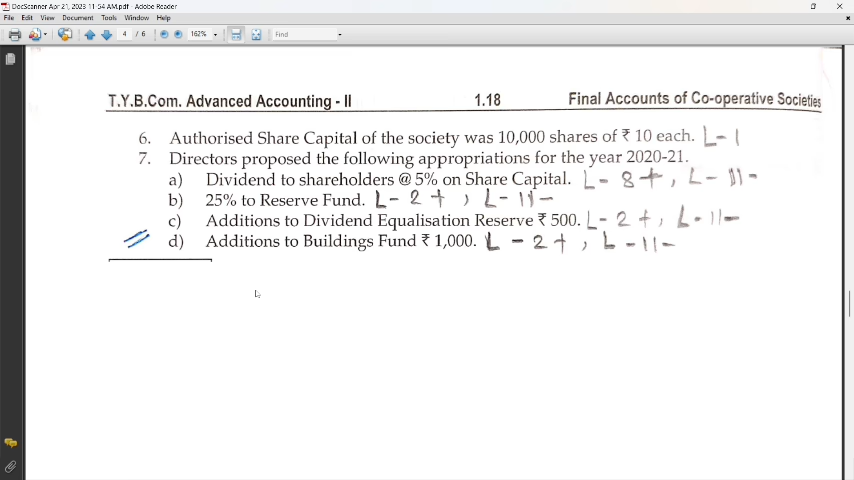 DocScanner Apr 21, 2023 11-54 AM.pdf - Adobe Reader
File Edit View Document Tools Window Help
4 / 6 162% Find
T.Y.B.Com. Advanced Accounting - II 1.18 Final Accounts of Co-operative Societies
6. Authorised Share Capital of the society was 10,000 shares of ₹ 10 each. L - 1
7. Directors proposed the following appropriations for the year 2020-21.
a) Dividend to shareholders @ 5% on Share Capital. L - 8 +, L - 11 -
b) 25% to Reserve Fund. L - 2 +, L - 11 -
c) Additions to Dividend Equalisation Reserve ₹ 500. L - 2 +, L - 11 -
d) Additions to Buildings Fund ₹ 1,000. L - 2 +, L - 11 -